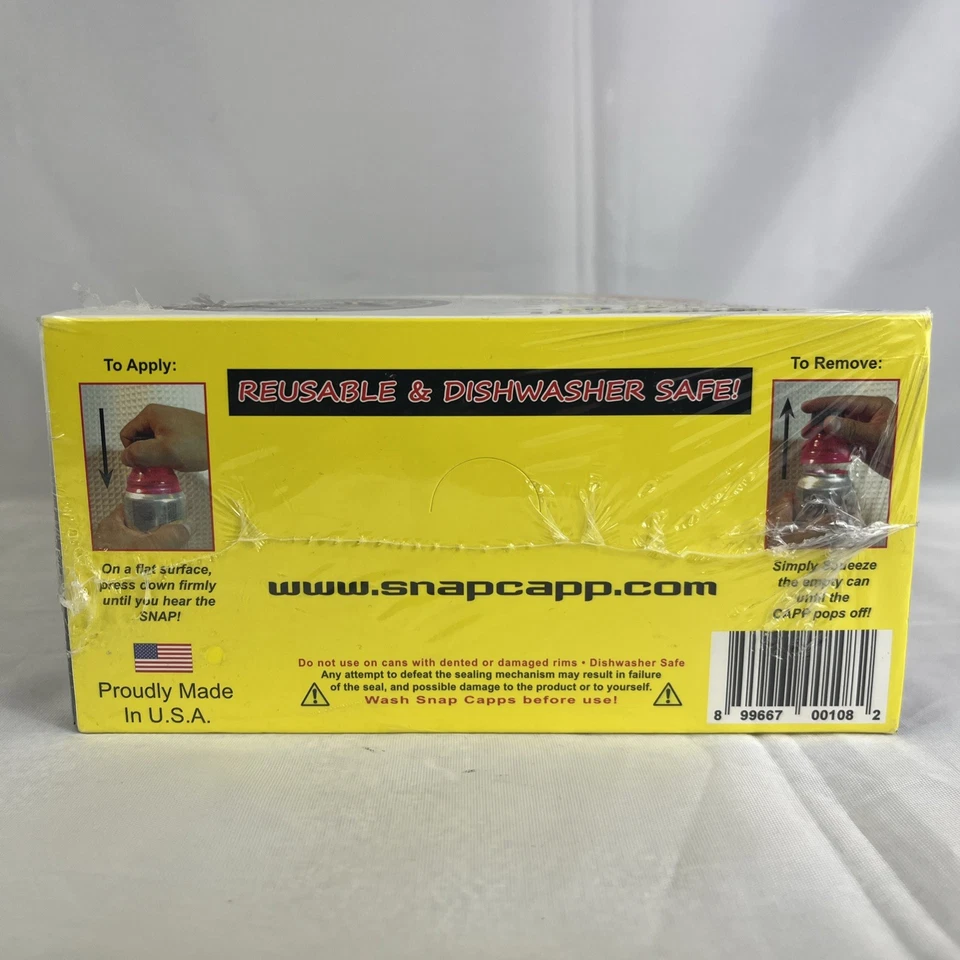 To Apply:
REUSABLE & DISHWASHER SAFE!
To Remove:
On a flat surface,
press down firmly
until you hear the
SNAP!
www.snapcapp.com
Simply Squeeze
the empty can
until the
CAPP pops off!
Proudly Made
In U.S.A.
Do not use on cans with dented or damaged rims • Dishwasher Safe
Any attempt to defeat the sealing mechanism may result in failure
of the seal, and possible damage to the product or to yourself.
Wash Snap Capps before use!
8 99667 00108 2